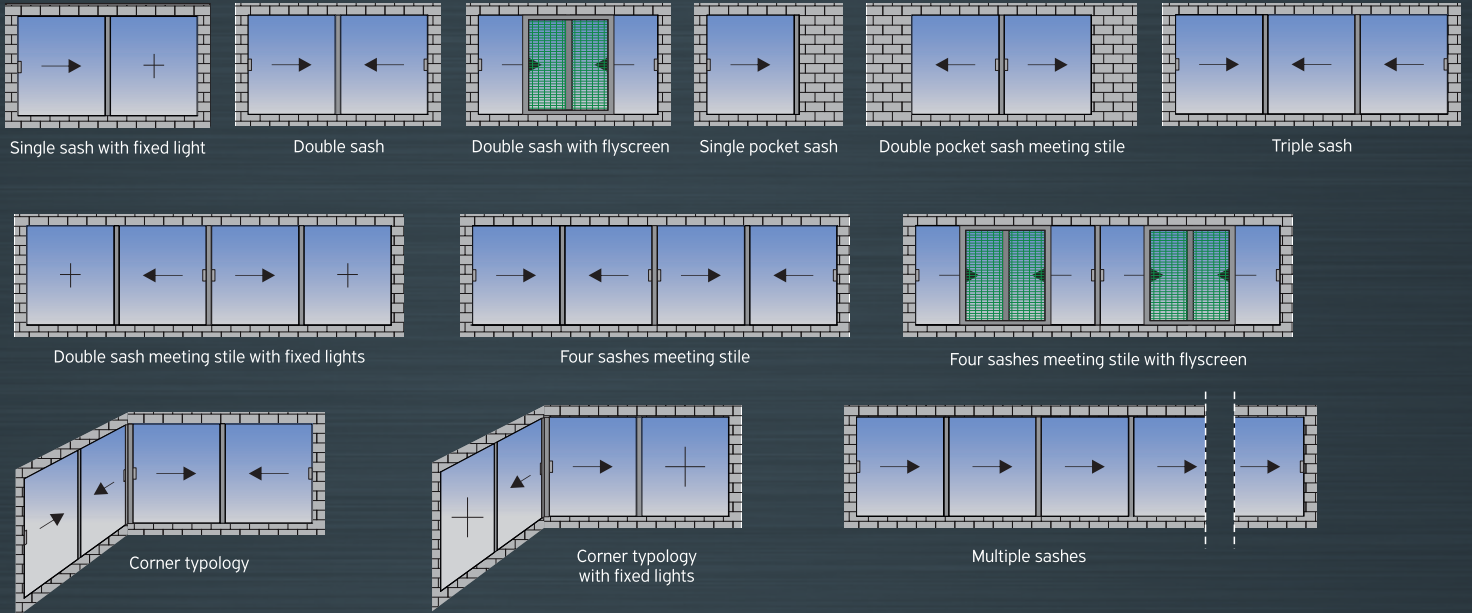 Single sash with fixed light
Double sash
Double sash with flyscreen
Single pocket sash
Double pocket sash meeting stile
Triple sash
Double sash meeting stile with fixed lights
Four sashes meeting stile
Four sashes meeting stile with flyscreen
Corner typology
Corner typology
with fixed lights
Multiple sashes